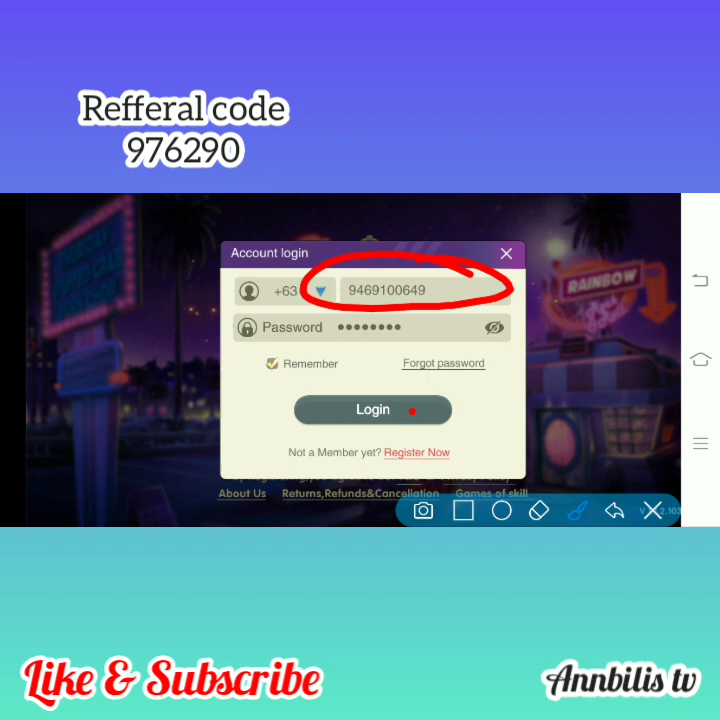 Refferal code
976290
Account login
+63 9469100649
Password ••••••••
Remember Forgot password
Login
Not a Member yet? Register Now
About Us Returns,Refunds&Cancellation Games of skill
RAINBOW
Like & Subscribe
Annbilis tv